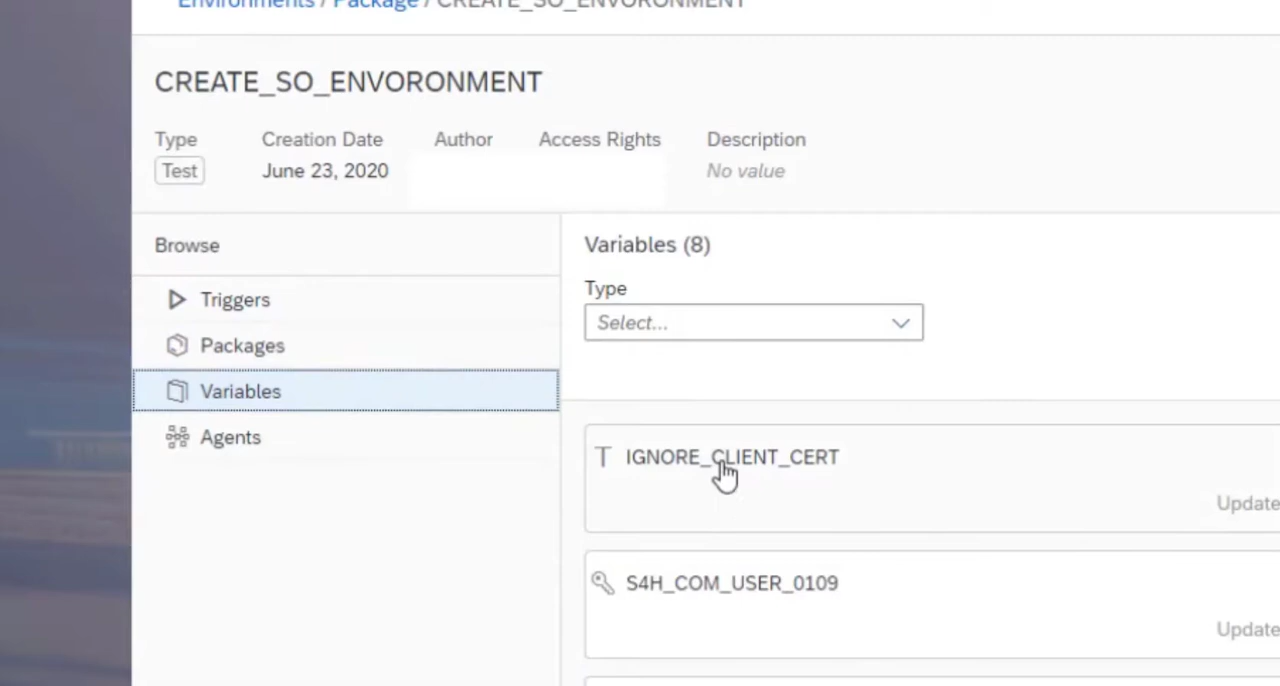 Environments / Package / CREATE_SO_ENVORONMENT
CREATE_SO_ENVORONMENT
Type Creation Date Author Access Rights Description
Test June 23, 2020 No value
Browse
Variables (8)
Triggers
Type
Select...
Packages
Variables
Agents
IGNORE_CLIENT_CERT
Update
S4H_COM_USER_0109
Update